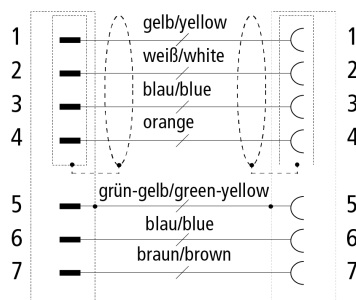 gelb/yellow
1 1
weiß/white
2 2
blau/blue
3 3
orange
4 4
grün-gelb/green-yellow
5 5
blau/blue
6 6
braun/brown
7 7